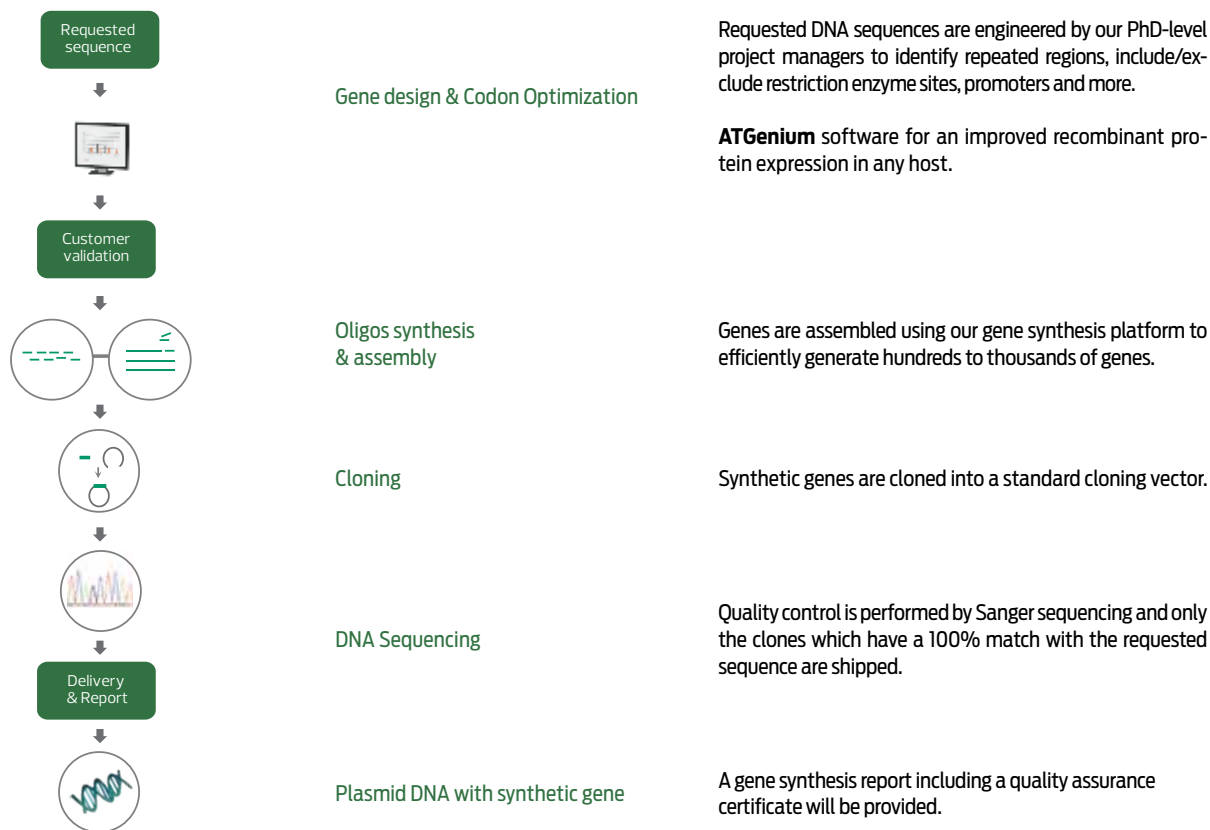 Requested
sequence
Gene design & Codon Optimization
Requested DNA sequences are engineered by our PhD-level
project managers to identify repeated regions, include/ex-
clude restriction enzyme sites, promoters and more.
ATGenium software for an improved recombinant pro-
tein expression in any host.
Customer
validation
Oligos synthesis
& assembly
Genes are assembled using our gene synthesis platform to
efficiently generate hundreds to thousands of genes.
Cloning
Synthetic genes are cloned into a standard cloning vector.
DNA Sequencing
Quality control is performed by Sanger sequencing and only
the clones which have a 100% match with the requested
sequence are shipped.
Delivery
& Report
Plasmid DNA with synthetic gene
A gene synthesis report including a quality assurance
certificate will be provided.